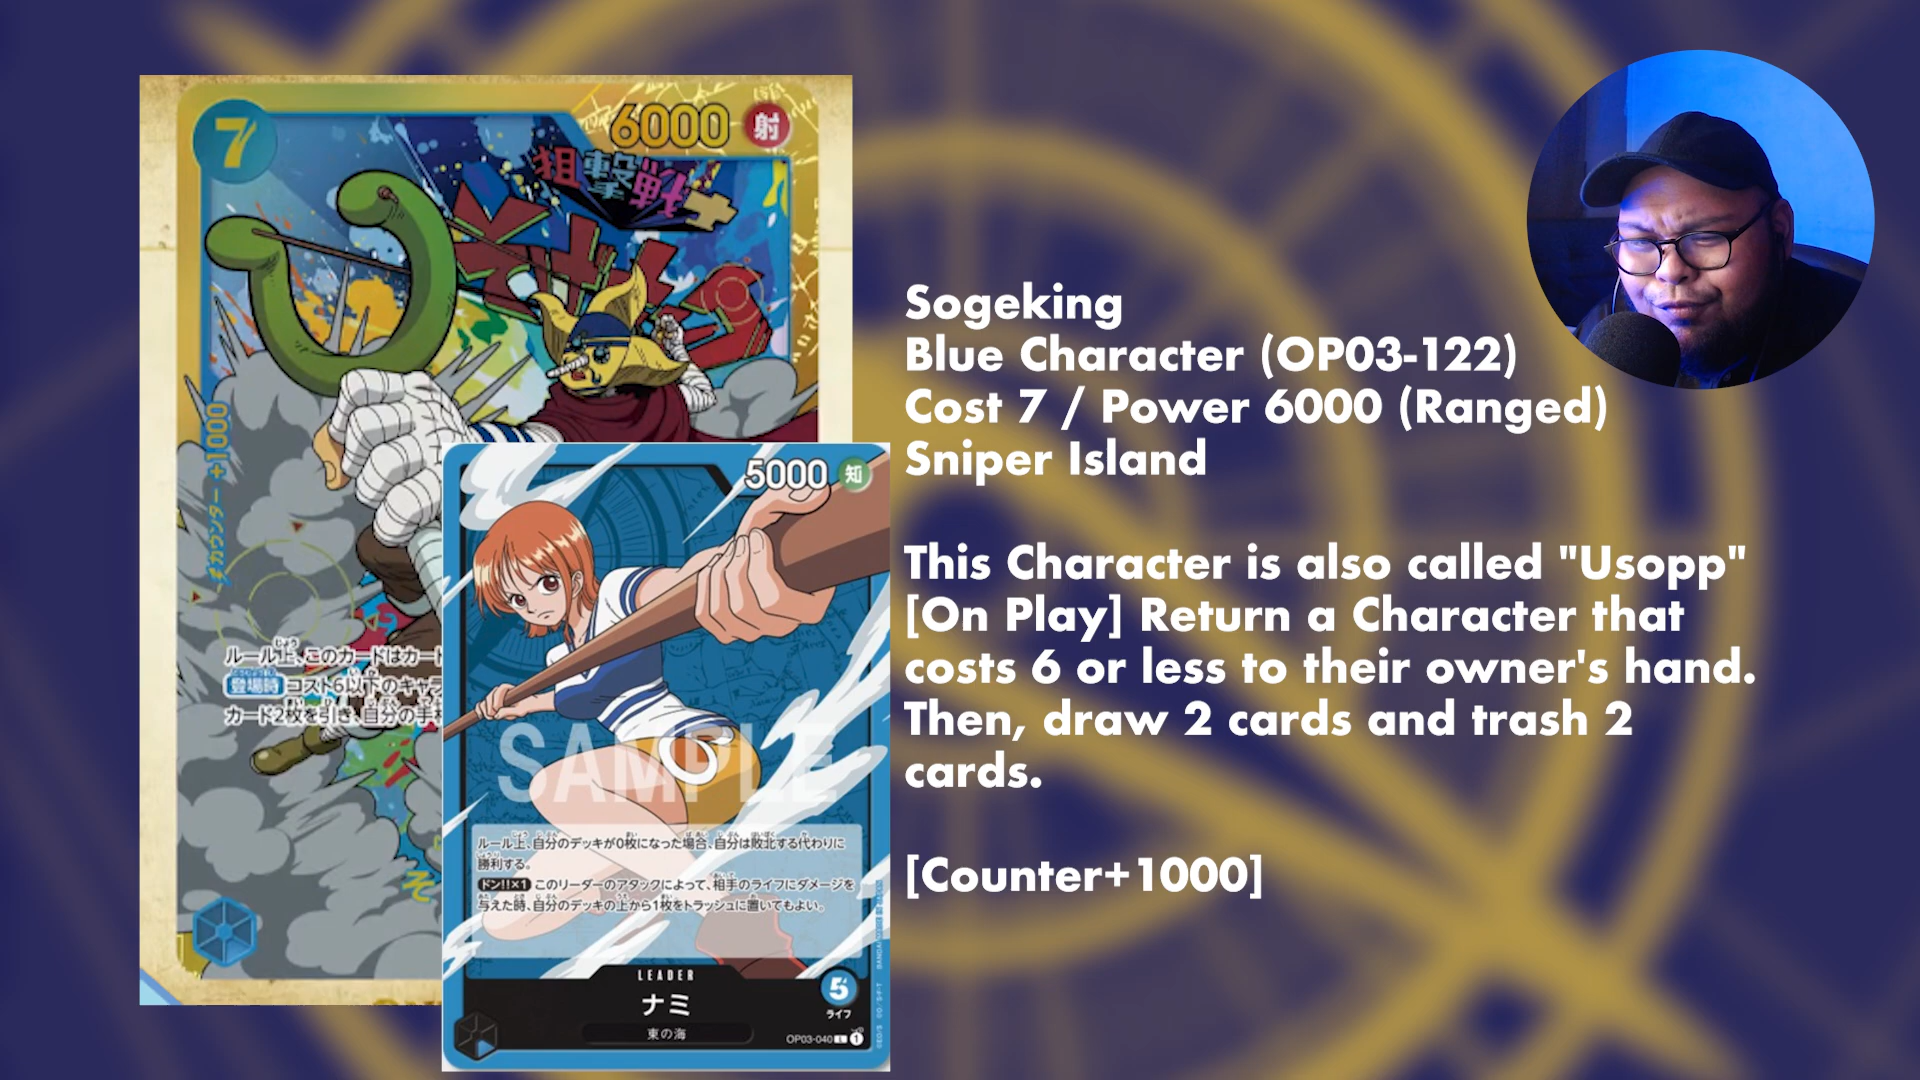 7
6000
射
狙撃戦士
そげキング
カウンター +1000
ルール上、このカードはカード
登場時 コスト6以下のキャラ
カード2枚を引き、自分の手札
そ
5000
知
SAMPLE
ルール上、自分のデッキが0枚になった場合、自分は敗北する代わりに
勝利する。
ドン!!×1 このリーダーのアタックによって、相手のライフにダメージを
与えた時、自分のデッキの上から1枚をトラッシュに置いてもよい。
LEADER
ナミ
東の海
5
ライフ
OP03-040 L 1
Sogeking
Blue Character (OP03-122)
Cost 7 / Power 6000 (Ranged)
Sniper Island
This Character is also called "Usopp"
[On Play] Return a Character that
costs 6 or less to their owner's hand.
Then, draw 2 cards and trash 2
cards.
[Counter+1000]